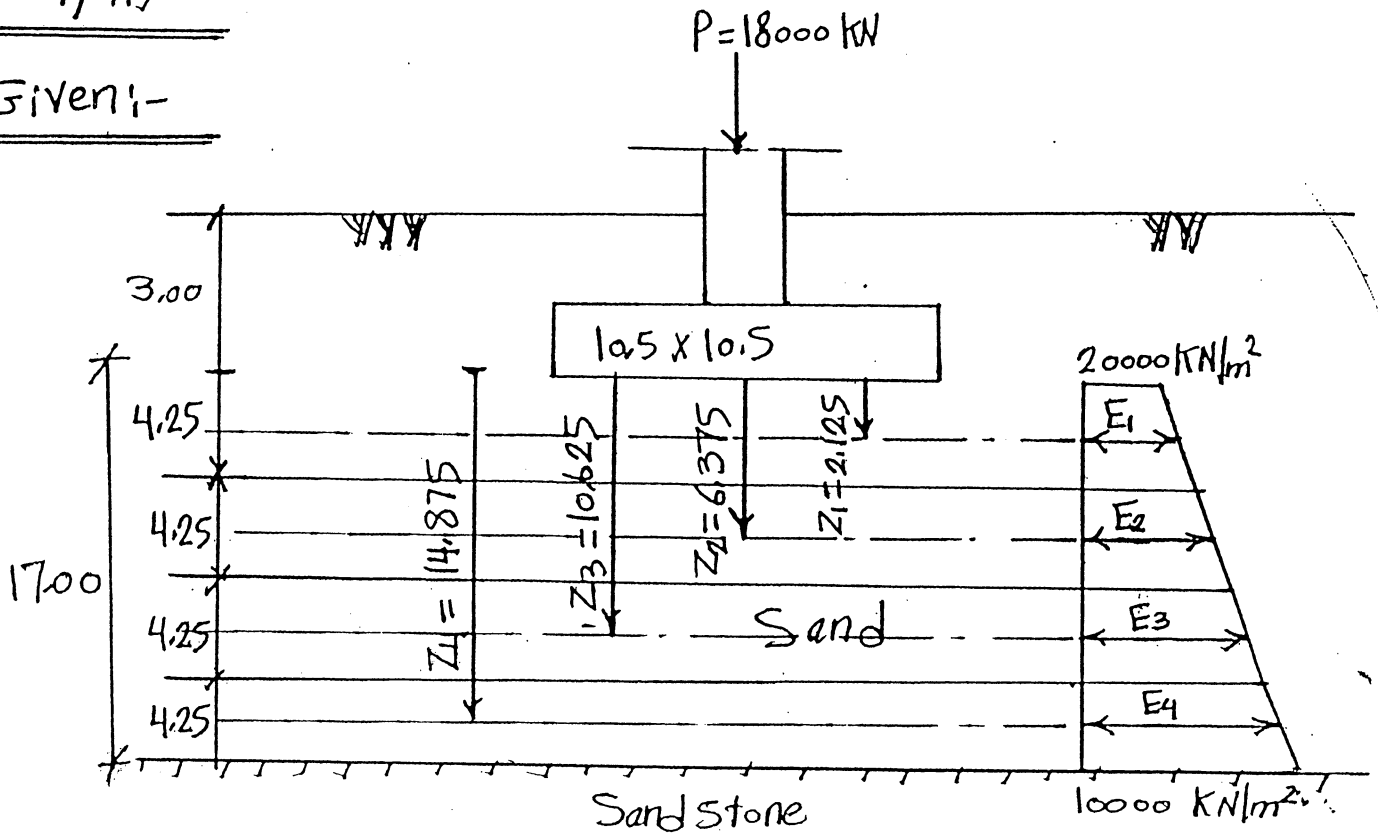 P=18000 KN
Given:-
3.00
10.5 x 10.5
20000 KN/m²
4.25
4.25
4.25
4.25
17.00
Z4 = 14.875
Z3 = 10.625
Z2 = 6.375
Z1 = 2.125
E1
E2
E3
E4
Sand
Sand stone
10000 KN/m²